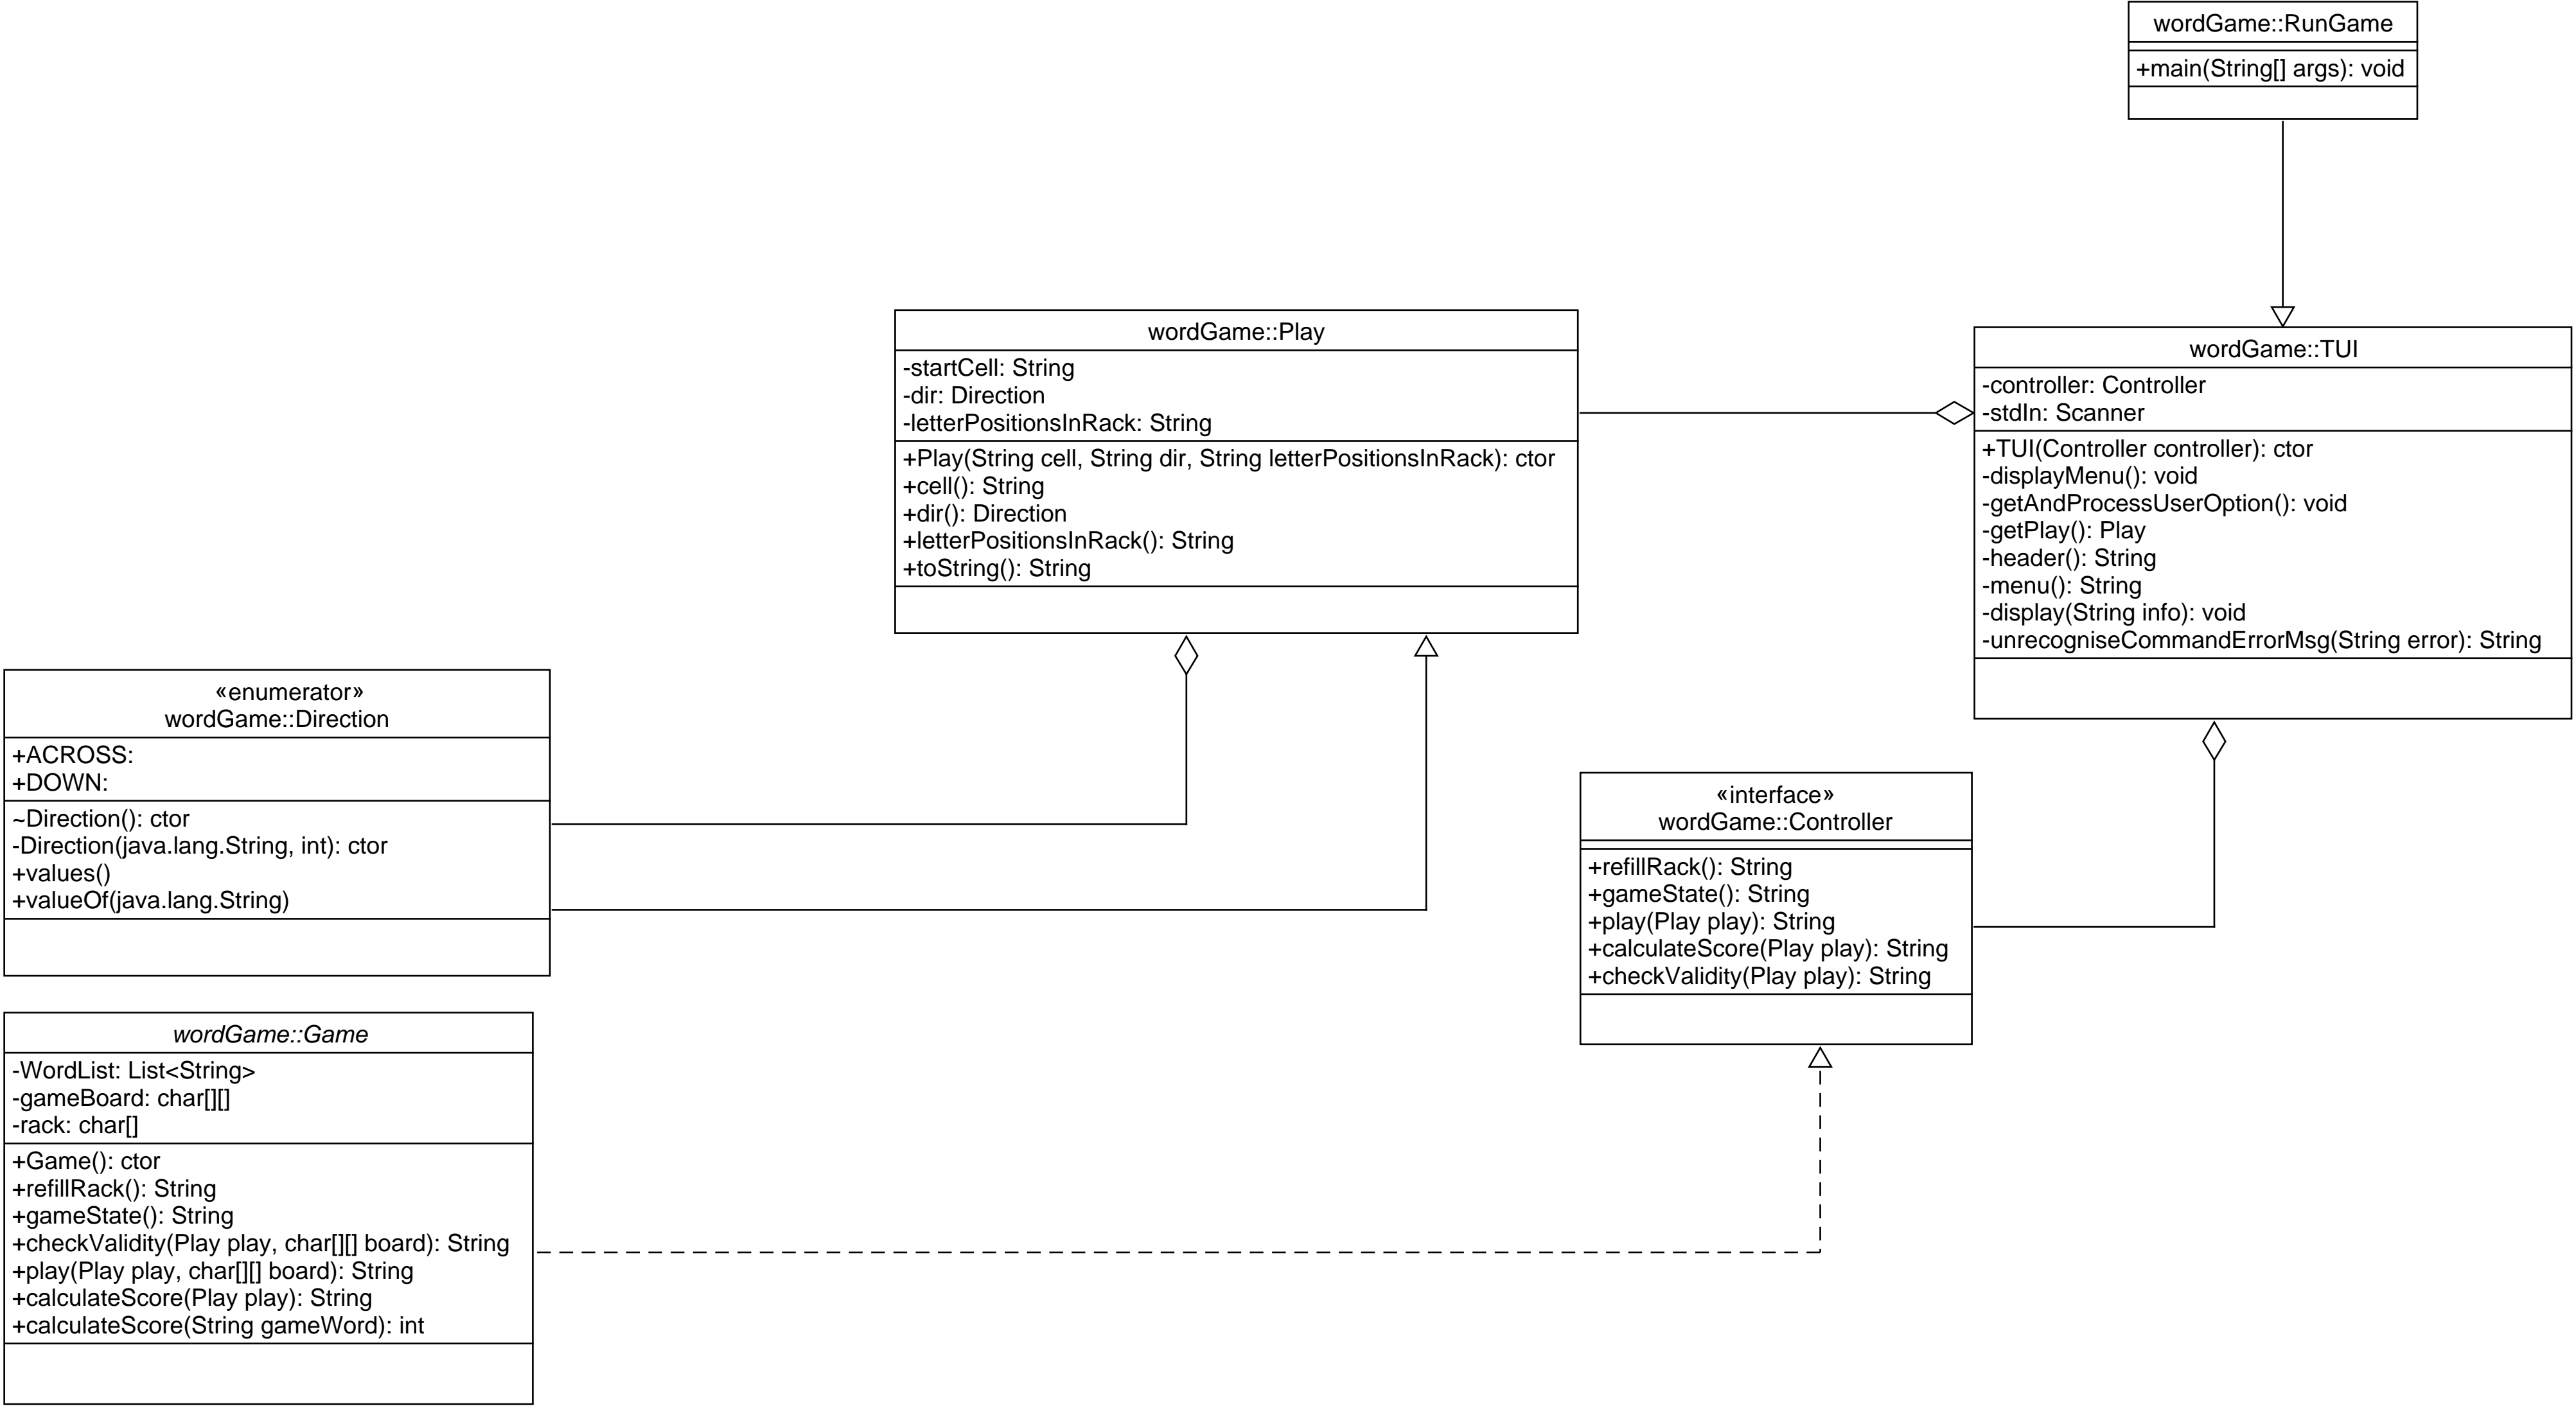 wordGame::RunGame
+main(String[] args): void
wordGame::Play
-startCell: String
-dir: Direction
-letterPositionsInRack: String
+Play(String cell, String dir, String letterPositionsInRack): ctor
+cell(): String
+dir(): Direction
+letterPositionsInRack(): String
+toString(): String
wordGame::TUI
-controller: Controller
-stdIn: Scanner
+TUI(Controller controller): ctor
-displayMenu(): void
-getAndProcessUserOption(): void
-getPlay(): Play
-header(): String
-menu(): String
-display(String info): void
-unrecogniseCommandErrorMsg(String error): String
«enumerator»
wordGame::Direction
+ACROSS:
+DOWN:
~Direction(): ctor
-Direction(java.lang.String, int): ctor
+values()
+valueOf(java.lang.String)
«interface»
wordGame::Controller
+refillRack(): String
+gameState(): String
+play(Play play): String
+calculateScore(Play play): String
+checkValidity(Play play): String
wordGame::Game
-WordList: List<String>
-gameBoard: char[][]
-rack: char[]
+Game(): ctor
+refillRack(): String
+gameState(): String
+checkValidity(Play play, char[][] board): String
+play(Play play, char[][] board): String
+calculateScore(Play play): String
+calculateScore(String gameWord): int